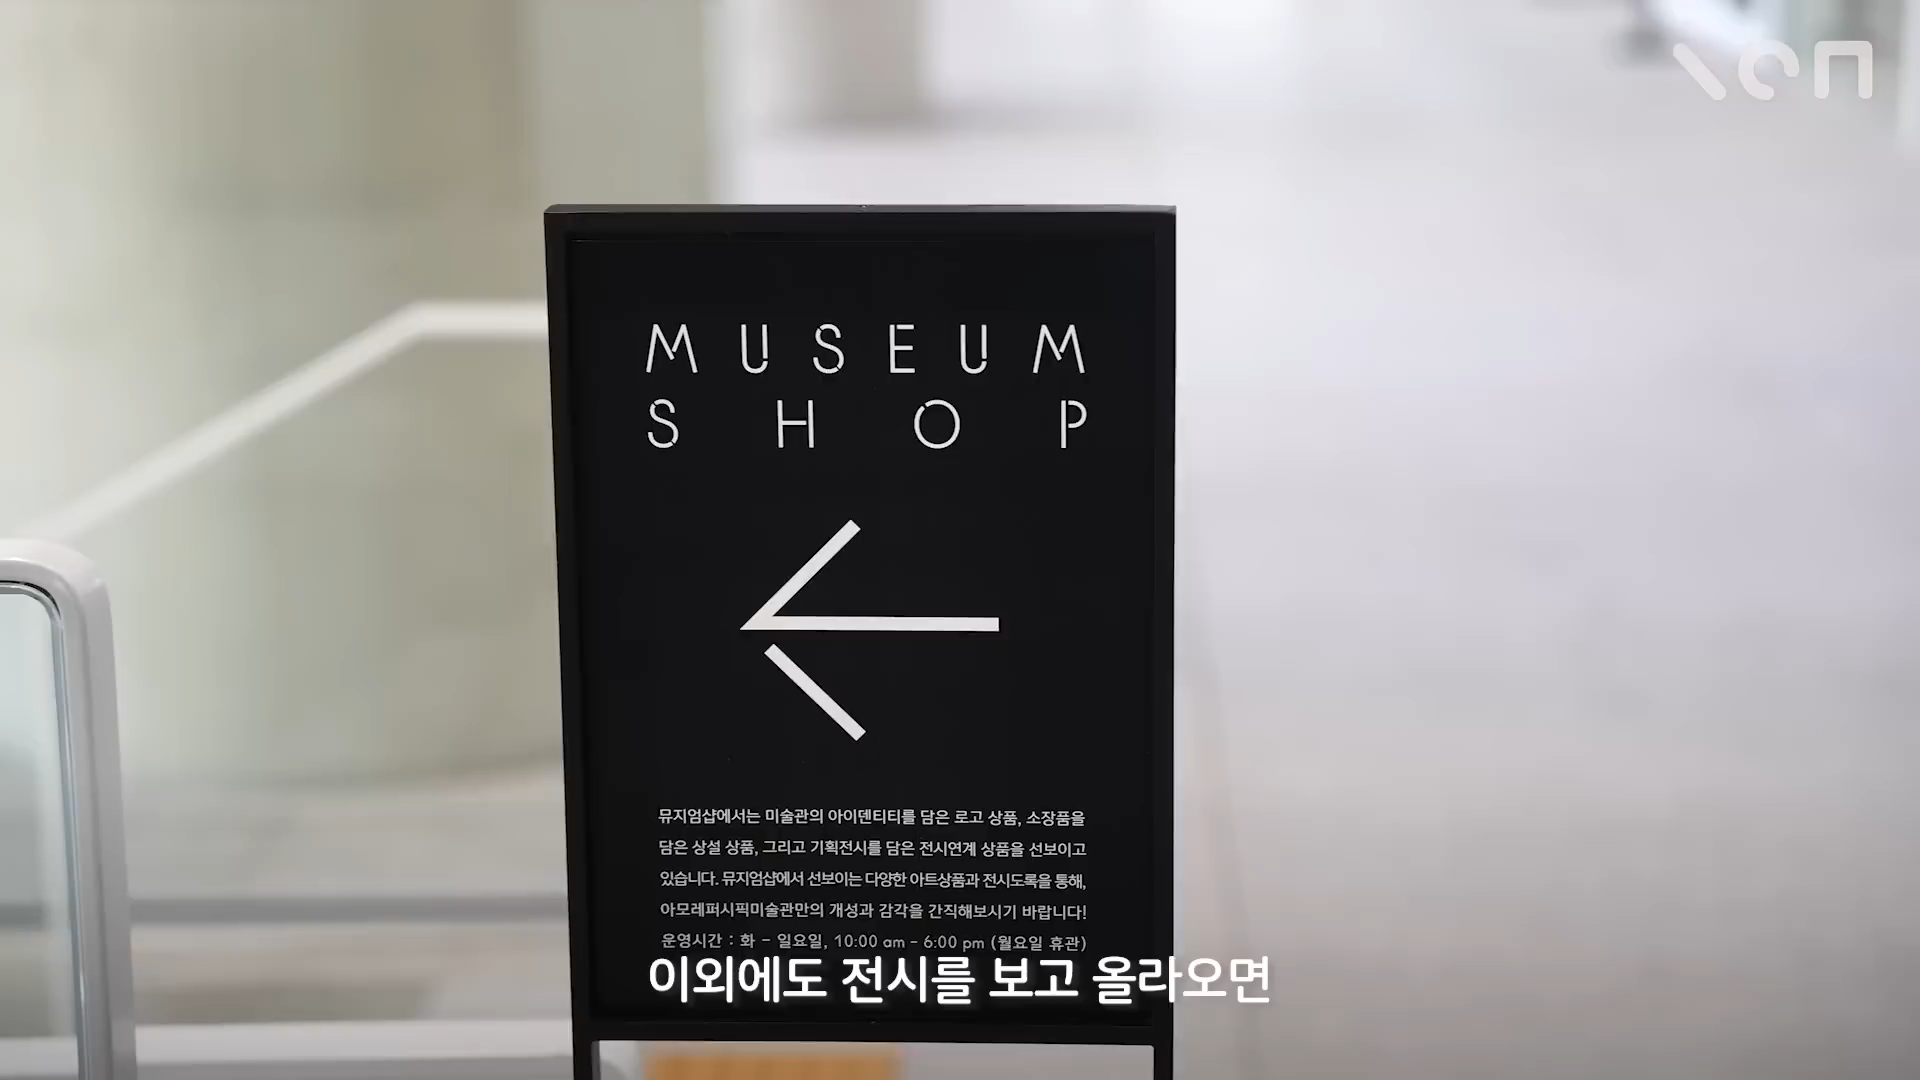 MUSEUM
SHOP
뮤지엄샵에서는 미술관의 아이덴티티를 담은 로고 상품, 소장품을
담은 상설 상품, 그리고 기획전시를 담은 전시연계 상품을 선보이고
있습니다. 뮤지엄샵에서 선보이는 다양한 아트상품과 전시도록을 통해,
아모레퍼시픽미술관만의 개성과 감각을 간직해보시기 바랍니다!
운영시간 : 화 - 일요일, 10:00 am - 6:00 pm (월요일 휴관)
이외에도 전시를 보고 올라오면